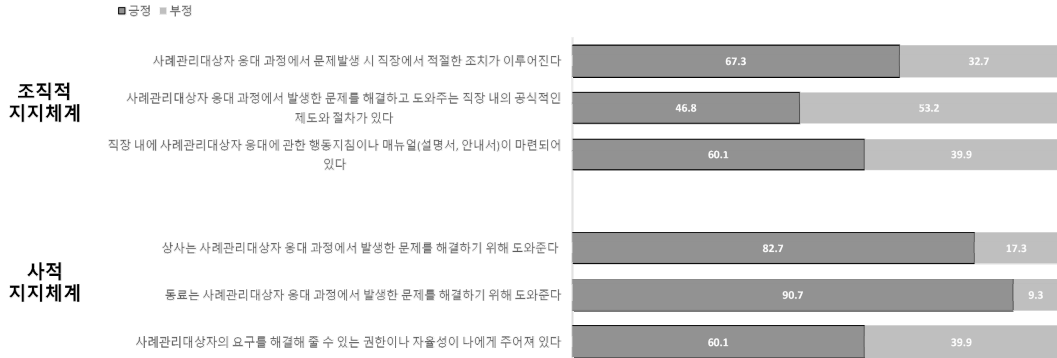 긍정 부정
조직적
지지체계
사례관리대상자 응대 과정에서 문제발생 시 직장에서 적절한 조치가 이루어진다
67.3 32.7
사례관리대상자 응대 과정에서 발생한 문제를 해결하고 도와주는 직장 내의 공식적인
제도와 절차가 있다
46.8 53.2
직장 내에 사례관리대상자 응대에 관한 행동지침이나 매뉴얼(설명서, 안내서)이 마련되어
있다
60.1 39.9
사적
지지체계
상사는 사례관리대상자 응대 과정에서 발생한 문제를 해결하기 위해 도와준다
82.7 17.3
동료는 사례관리대상자 응대 과정에서 발생한 문제를 해결하기 위해 도와준다
90.7 9.3
사례관리대상자의 요구를 해결해 줄 수 있는 권한이나 자율성이 나에게 주어져 있다
60.1 39.9